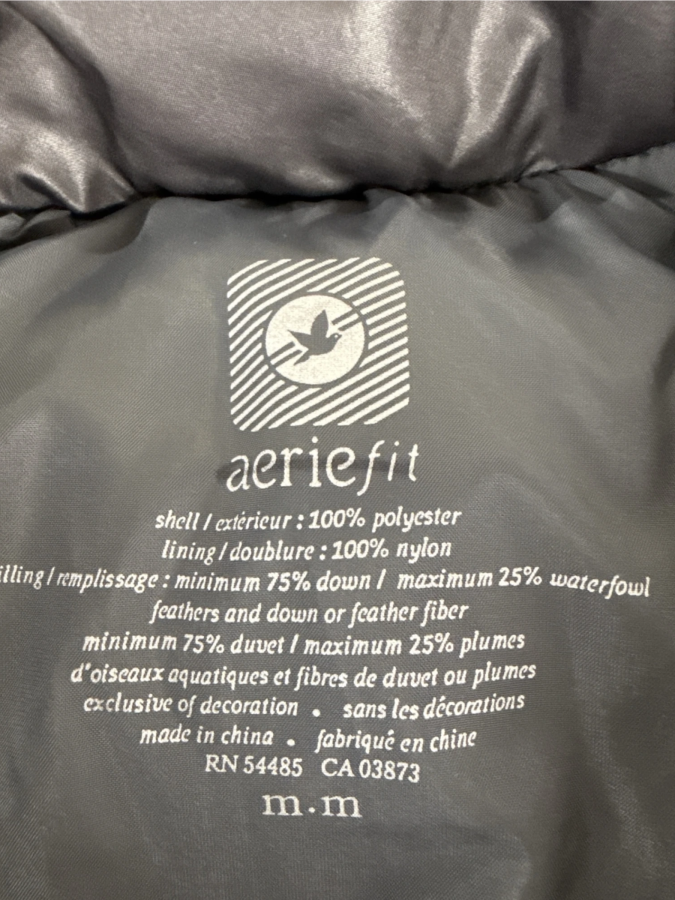 aeriefit
shell / extérieur : 100% polyester
lining / doublure : 100% nylon
illing / remplissage : minimum 75% down / maximum 25% waterfowl
feathers and down or feather fiber
minimum 75% duvet / maximum 25% plumes
d'oiseaux aquatiques et fibres de duvet ou plumes
exclusive of decoration • sans les décorations
made in china • fabriqué en chine
RN 54485 CA 03873
m.m